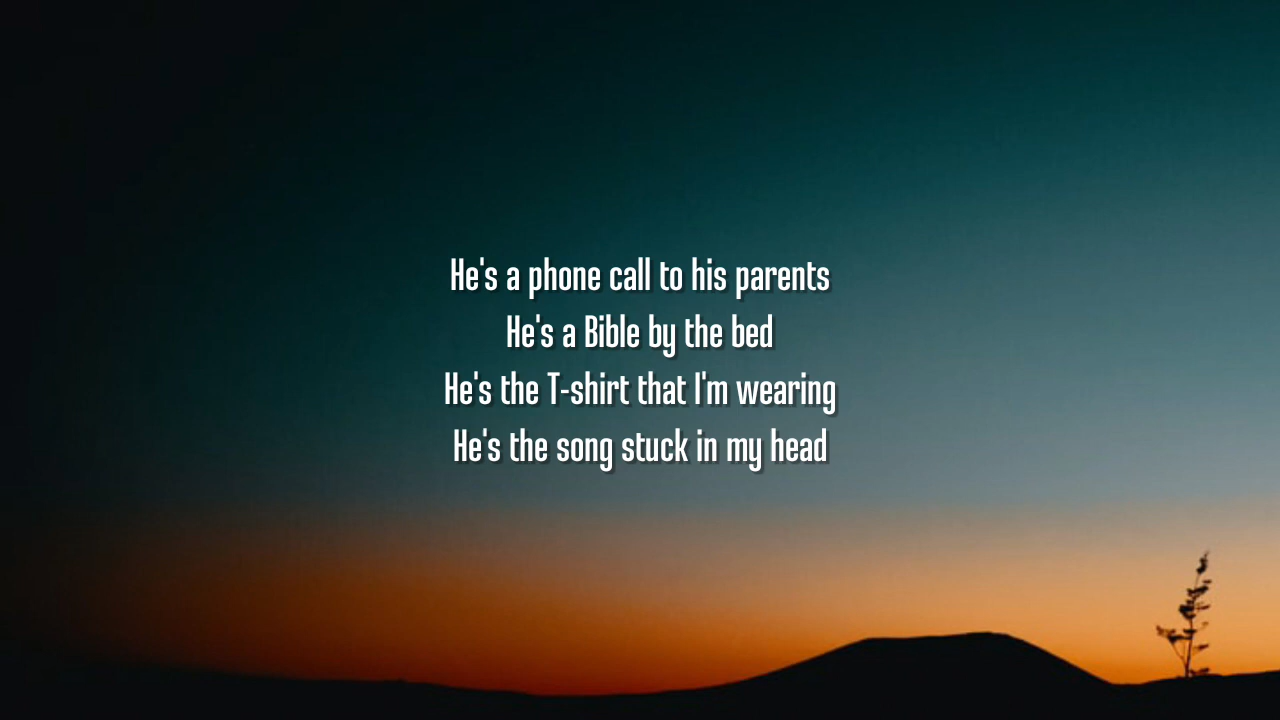 He's a phone call to his parents
He's a Bible by the bed
He's the T-shirt that I'm wearing
He's the song stuck in my head